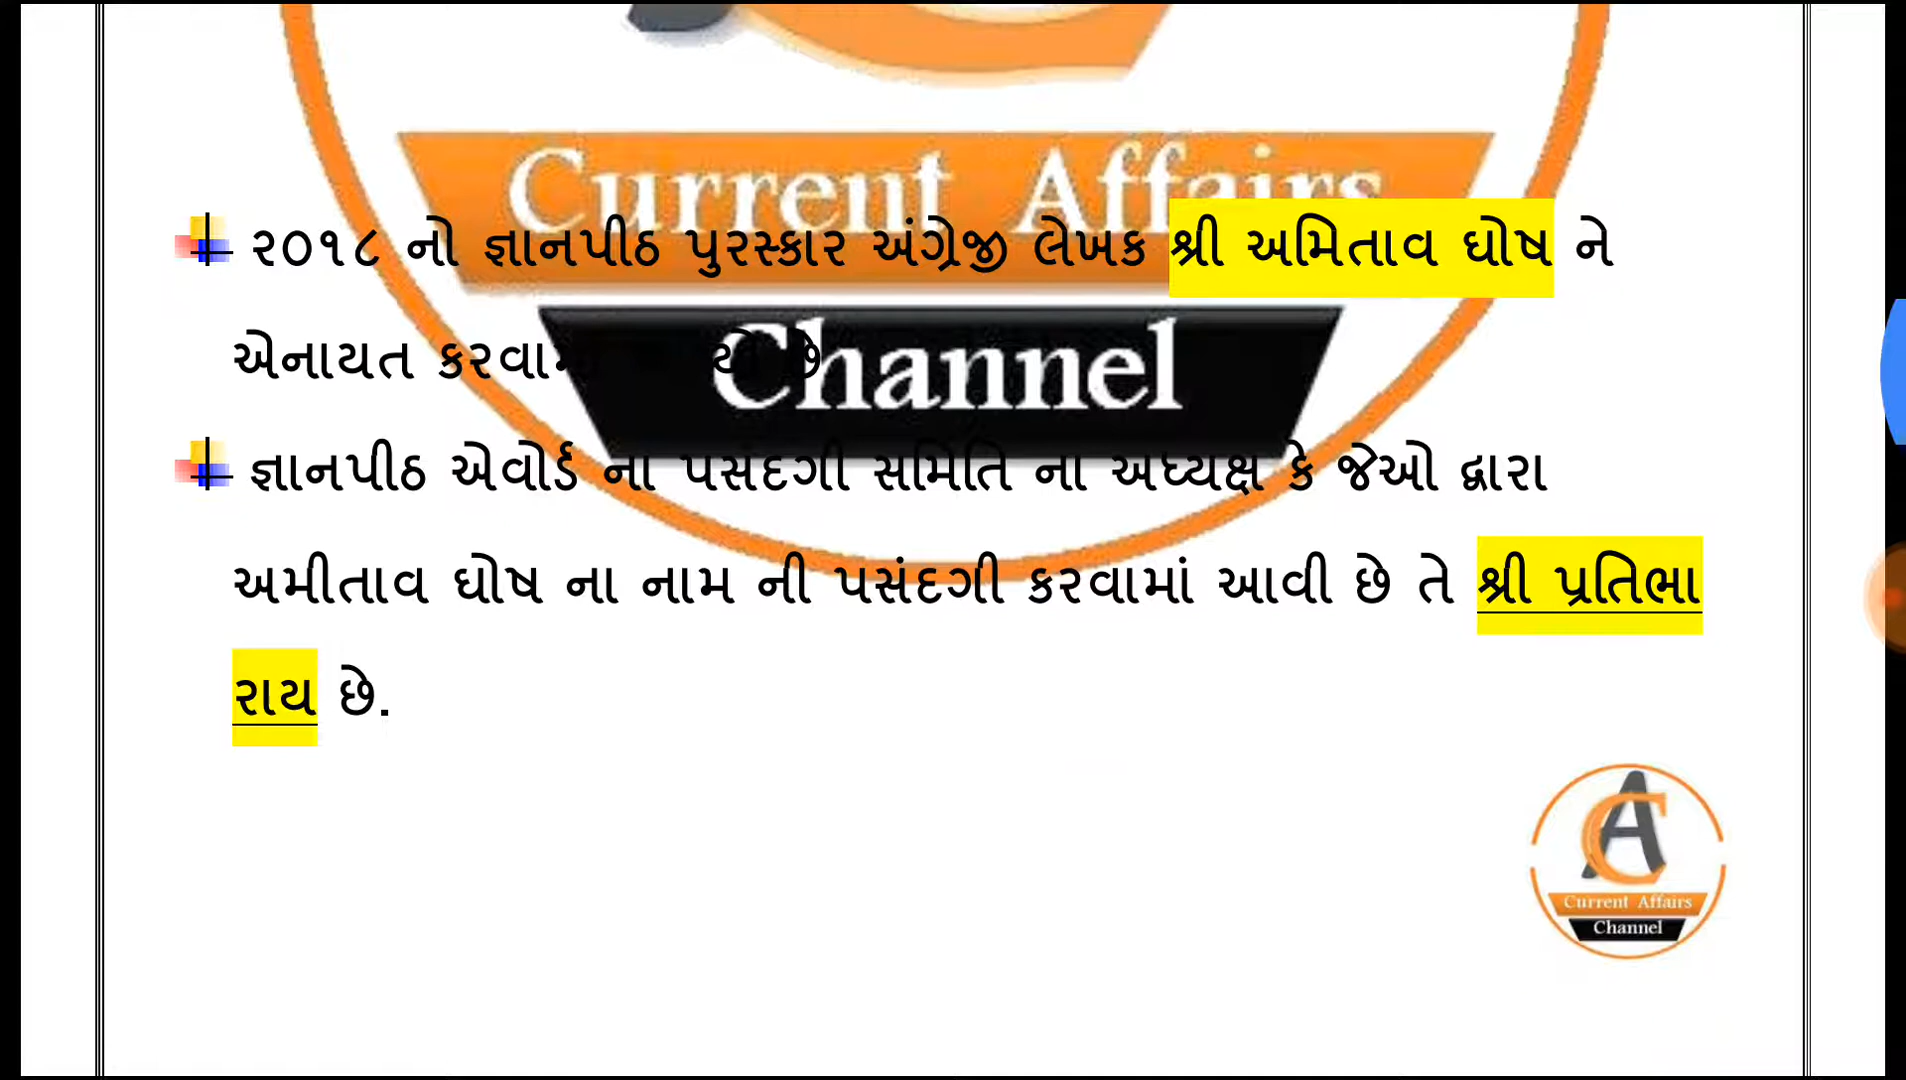 Current Affairs
Channel
૨૦૧૮ નો જ્ઞાનપીઠ પુરસ્કાર અંગ્રેજી લેખક શ્રી અમિતાવ ઘોષ ને
એનાયત કરવામાં છે
જ્ઞાનપીઠ એવોર્ડ ના પસંદગી સમિતિ ના અધ્યક્ષ કે જેઓ દ્વારા
અમીતાવ ઘોષ ના નામ ની પસંદગી કરવામાં આવી છે તે શ્રી પ્રતિભા
રાય છે.
AC
Current Affairs
Channel